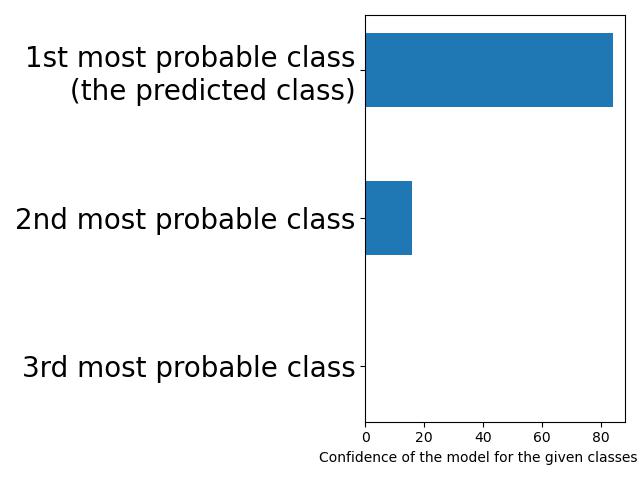 1st most probable class
(the predicted class)
2nd most probable class
3rd most probable class
0 20 40 60 80
Confidence of the model for the given classes